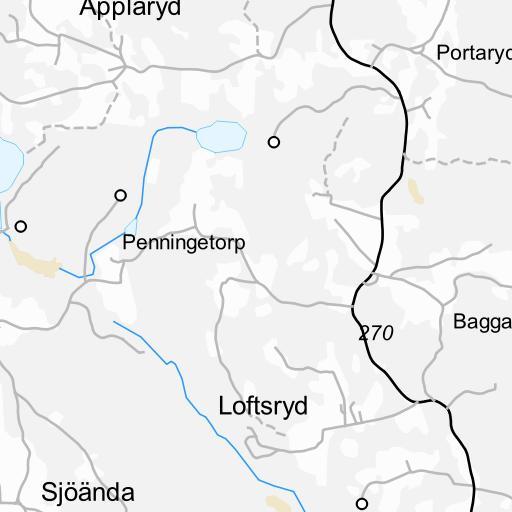 Applaryd
Portaryd
Penningetorp
Bagga
270
Loftsryd
Sjöända